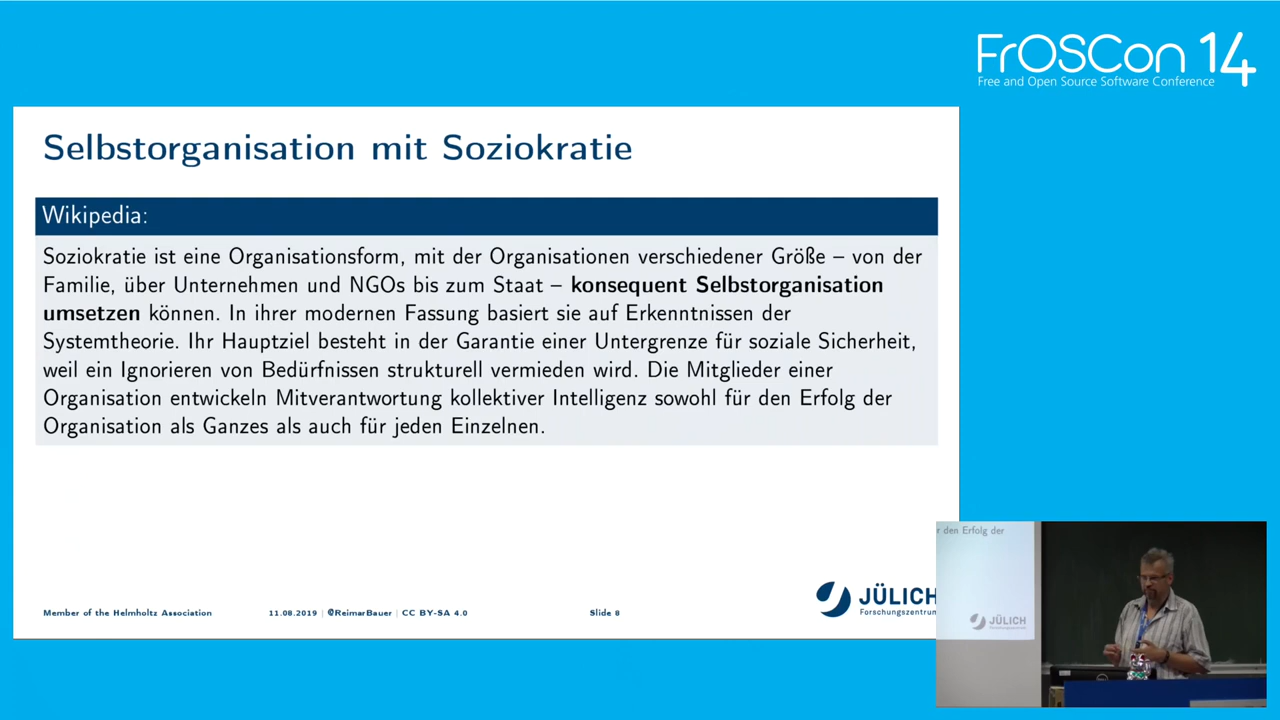 FrOSCon 14
Free and Open Source Software Conference
Selbstorganisation mit Soziokratie
Wikipedia:
Soziokratie ist eine Organisationsform, mit der Organisationen verschiedener Größe – von der
Familie, über Unternehmen und NGOs bis zum Staat – konsequent Selbstorganisation
umsetzen können. In ihrer modernen Fassung basiert sie auf Erkenntnissen der
Systemtheorie. Ihr Hauptziel besteht in der Garantie einer Untergrenze für soziale Sicherheit,
weil ein Ignorieren von Bedürfnissen strukturell vermieden wird. Die Mitglieder einer
Organisation entwickeln Mitverantwortung kollektiver Intelligenz sowohl für den Erfolg der
Organisation als Ganzes als auch für jeden Einzelnen.
r den Erfolg der
JÜLICH
Forschungszentrum
JÜLICH
Member of the Helmholtz Association
11.08.2019 | @ReimarBauer | CC BY-SA 4.0
Slide 8